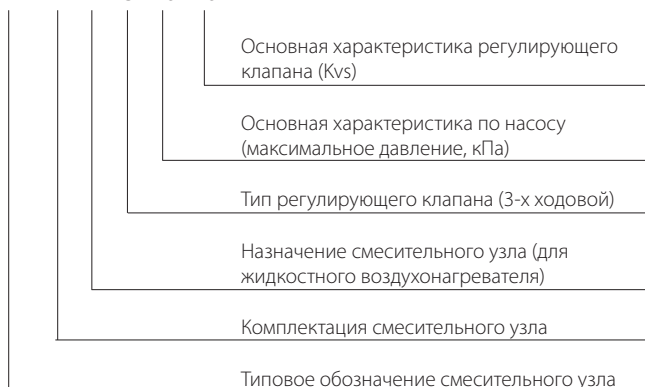 Основная характеристика регулирующего
клапана (Kvs)
Основная характеристика по насосу
(максимальное давление, кПа)
Тип регулирующего клапана (3-х ходовой)
Назначение смесительного узла (для
жидкостного воздухонагревателя)
Комплектация смесительного узла
Типовое обозначение смесительного узла